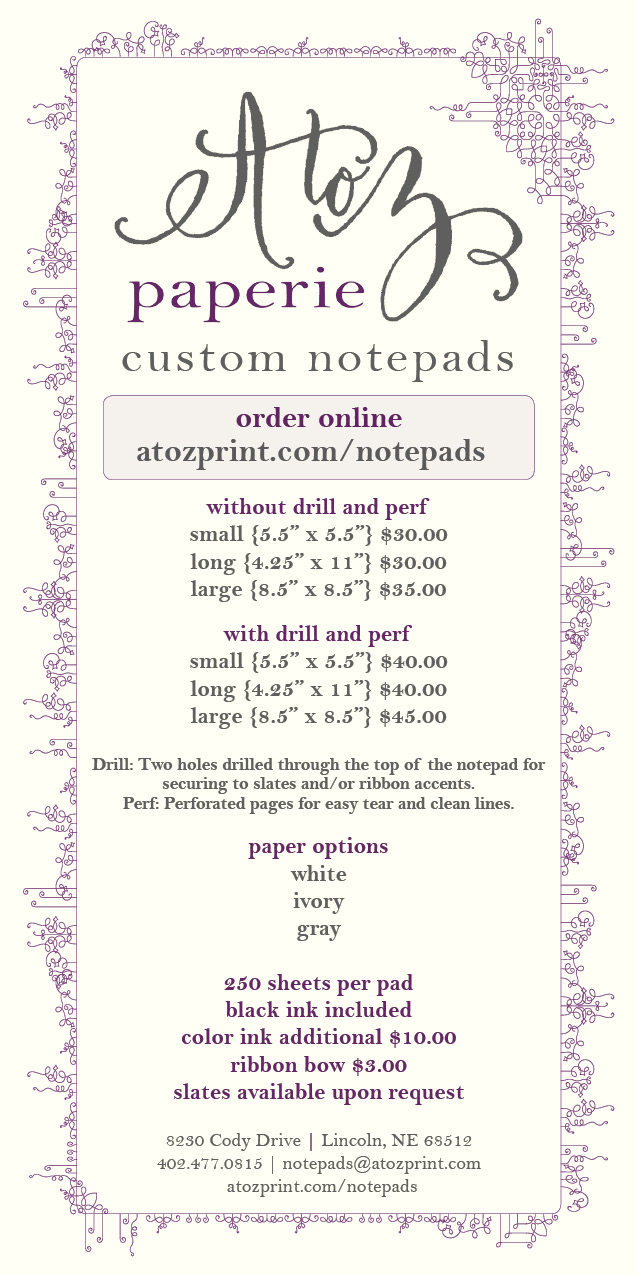 A to Z
paperie
custom notepads
order online
atozprint.com/notepads
without drill and perf
small {5.5” x 5.5”} $30.00
long {4.25” x 11”} $30.00
large {8.5” x 8.5”} $35.00
with drill and perf
small {5.5” x 5.5”} $40.00
long {4.25” x 11”} $40.00
large {8.5” x 8.5”} $45.00
Drill: Two holes drilled through the top of the notepad for
securing to slates and/or ribbon accents.
Perf: Perforated pages for easy tear and clean lines.
paper options
white
ivory
gray
250 sheets per pad
black ink included
color ink additional $10.00
ribbon bow $3.00
slates available upon request
8230 Cody Drive | Lincoln, NE 68512
402.477.0815 | notepads@atozprint.com
atozprint.com/notepads